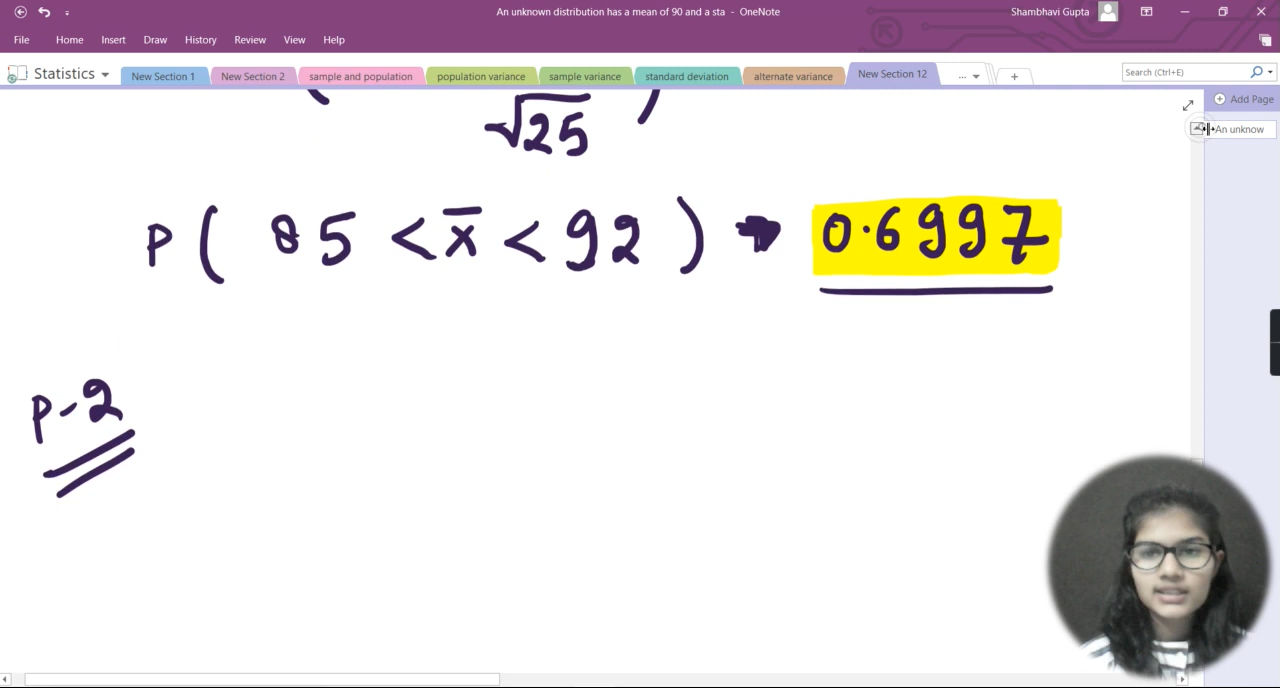 An unknown distribution has a mean of 90 and a sta - OneNote
Shambhavi Gupta
File Home Insert Draw History Review View Help
Statistics
New Section 1 New Section 2 sample and population population variance sample variance standard deviation alternate variance New Section 12 ... +
Search (Ctrl+E)
Add Page
An unknow
√25
P( 85 < x̅ < 92 ) → 0.6997
P-2